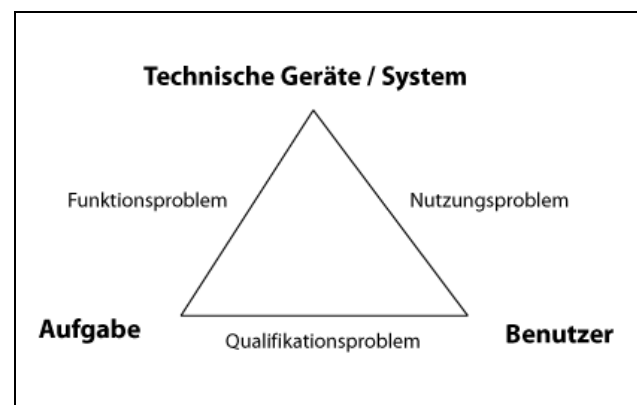 Technische Geräte / System
Funktionsproblem
Nutzungsproblem
Aufgabe
Qualifikationsproblem
Benutzer